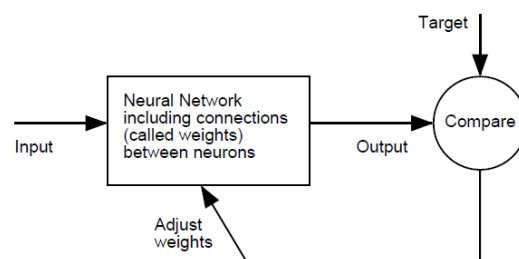 Target
Neural Network
including connections
(called weights)
between neurons
Compare
Input
Output
Adjust
weights